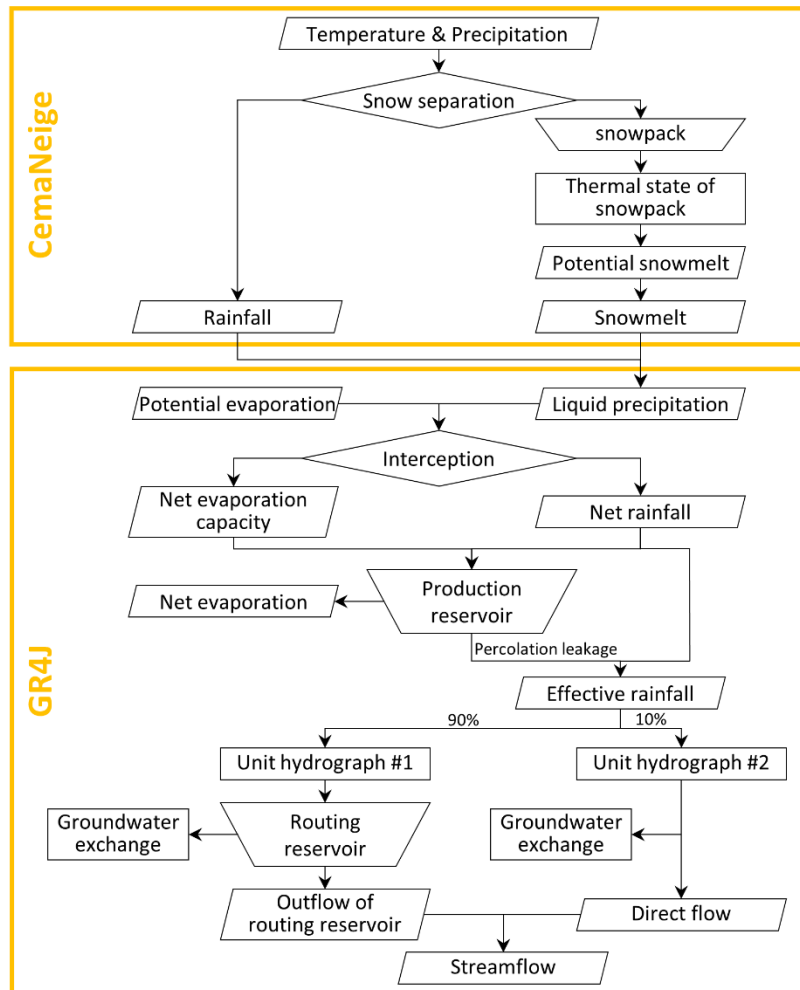 CemaNeige
Temperature & Precipitation
Snow separation
snowpack
Thermal state of
snowpack
Potential snowmelt
Rainfall
Snowmelt
GR4J
Potential evaporation
Liquid precipitation
Interception
Net evaporation
capacity
Net rainfall
Production
reservoir
Net evaporation
Percolation leakage
Effective rainfall
90%
10%
Unit hydrograph #1
Unit hydrograph #2
Groundwater
exchange
Routing
reservoir
Groundwater
exchange
Outflow of
routing reservoir
Direct flow
Streamflow